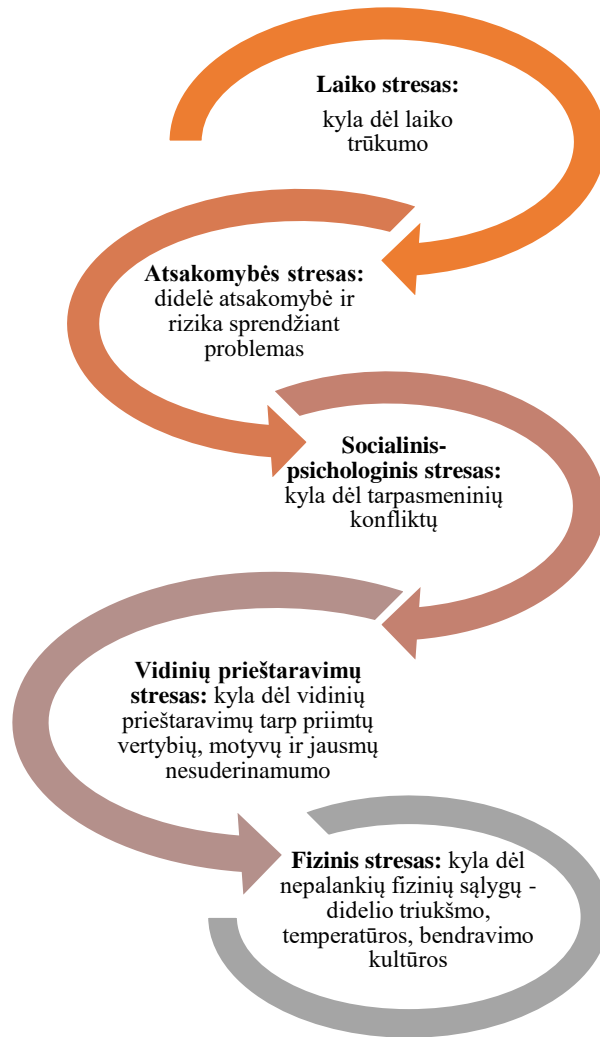 Laiko stresas:
kyla dėl laiko
trūkumo
Atsakomybės stresas:
didelė atsakomybė ir
rizika sprendžiant
problemas
Socialinis-
psichologinis stresas:
kyla dėl tarpasmeninių
konfliktų
Vidinių prieštaravimų
stresas: kyla dėl vidinių
prieštaravimų tarp priimtų
vertybių, motyvų ir jausmų
nesuderinamumo
Fizinis stresas: kyla dėl
nepalankių fizinių sąlygų -
didelio triukšmo,
temperatūros, bendravimo
kultūros